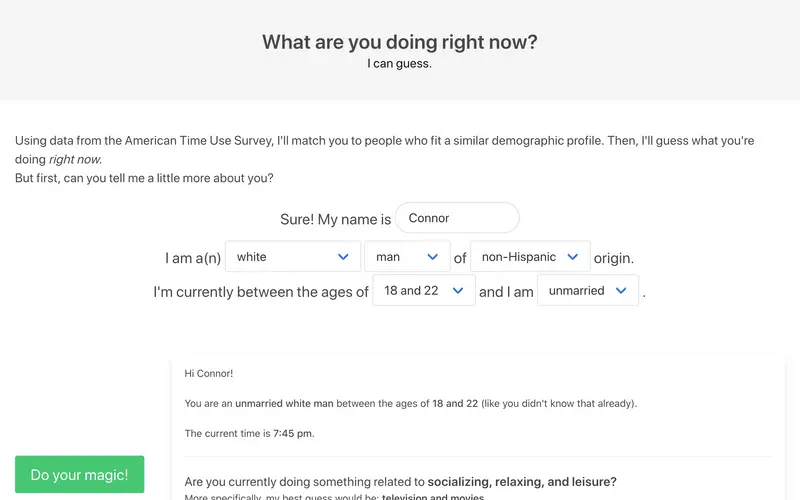 What are you doing right now?
I can guess.
Using data from the American Time Use Survey, I'll match you to people who fit a similar demographic profile. Then, I'll guess what you're
doing right now.
But first, can you tell me a little more about you?
Sure! My name is Connor
I am a(n) white man of non-Hispanic origin.
I'm currently between the ages of 18 and 22 and I am unmarried .
Hi Connor!
You are an unmarried white man between the ages of 18 and 22 (like you didn't know that already).
The current time is 7:45 pm.
Do your magic!
Are you currently doing something related to socializing, relaxing, and leisure?
More specifically, my best guess would be: television and movies